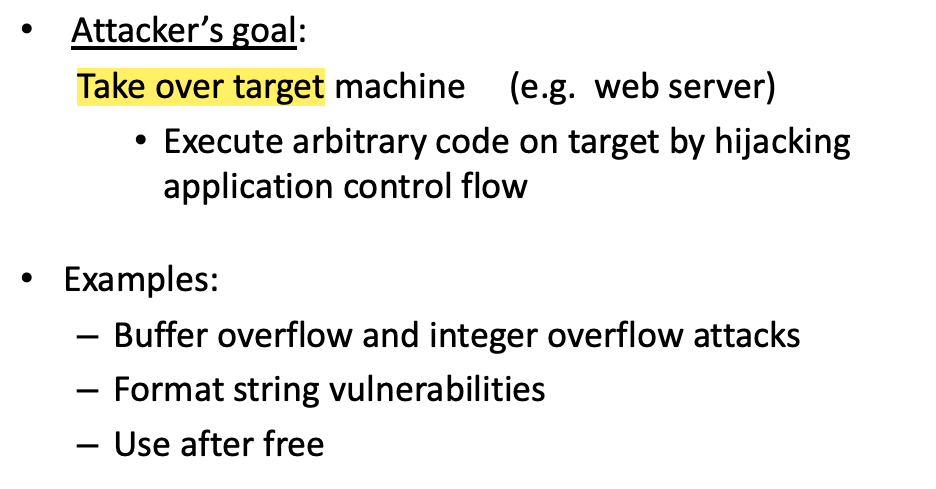 • Attacker's goal:
Take over target machine (e.g. web server)
• Execute arbitrary code on target by hijacking
application control flow
• Examples:
– Buffer overflow and integer overflow attacks
– Format string vulnerabilities
– Use after free